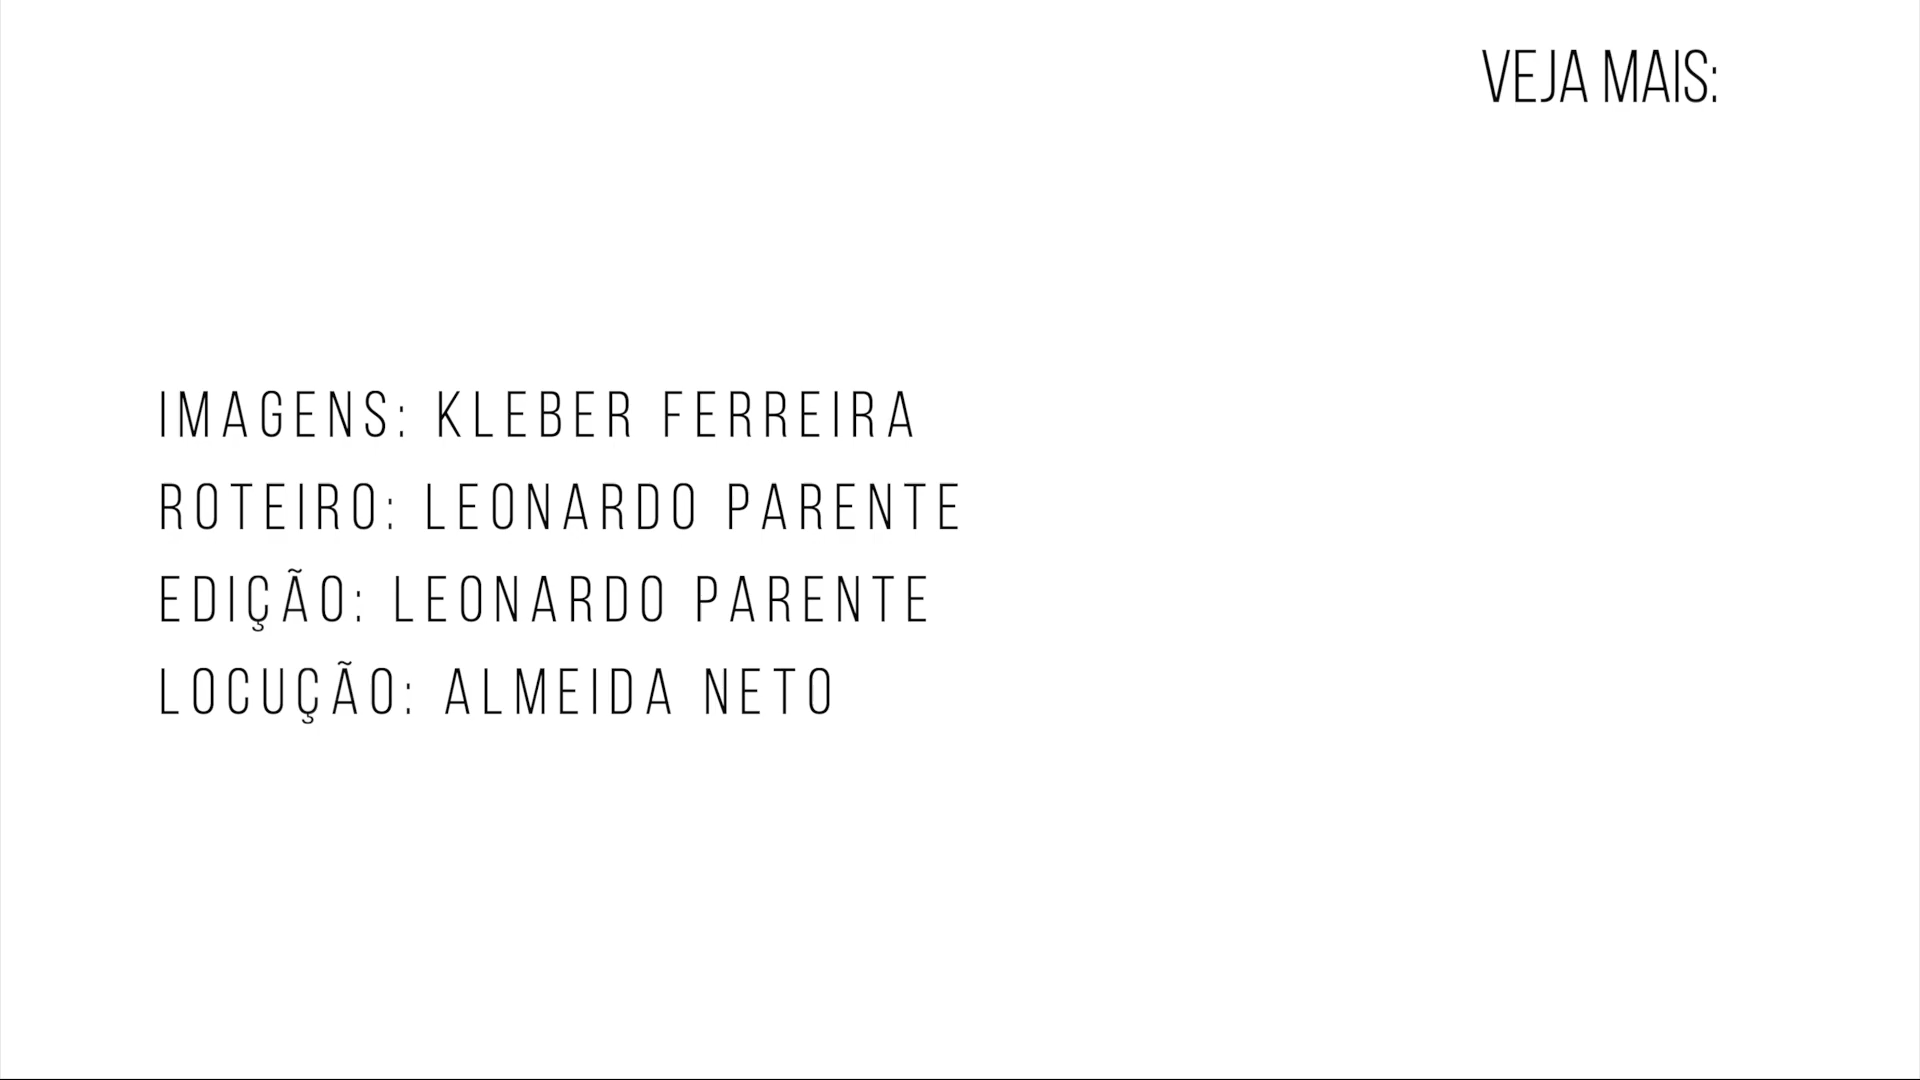 VEJA MAIS:
IMAGENS: KLEBER FERREIRA
ROTEIRO: LEONARDO PARENTE
EDIÇÃO: LEONARDO PARENTE
LOCUÇÃO: ALMEIDA NETO